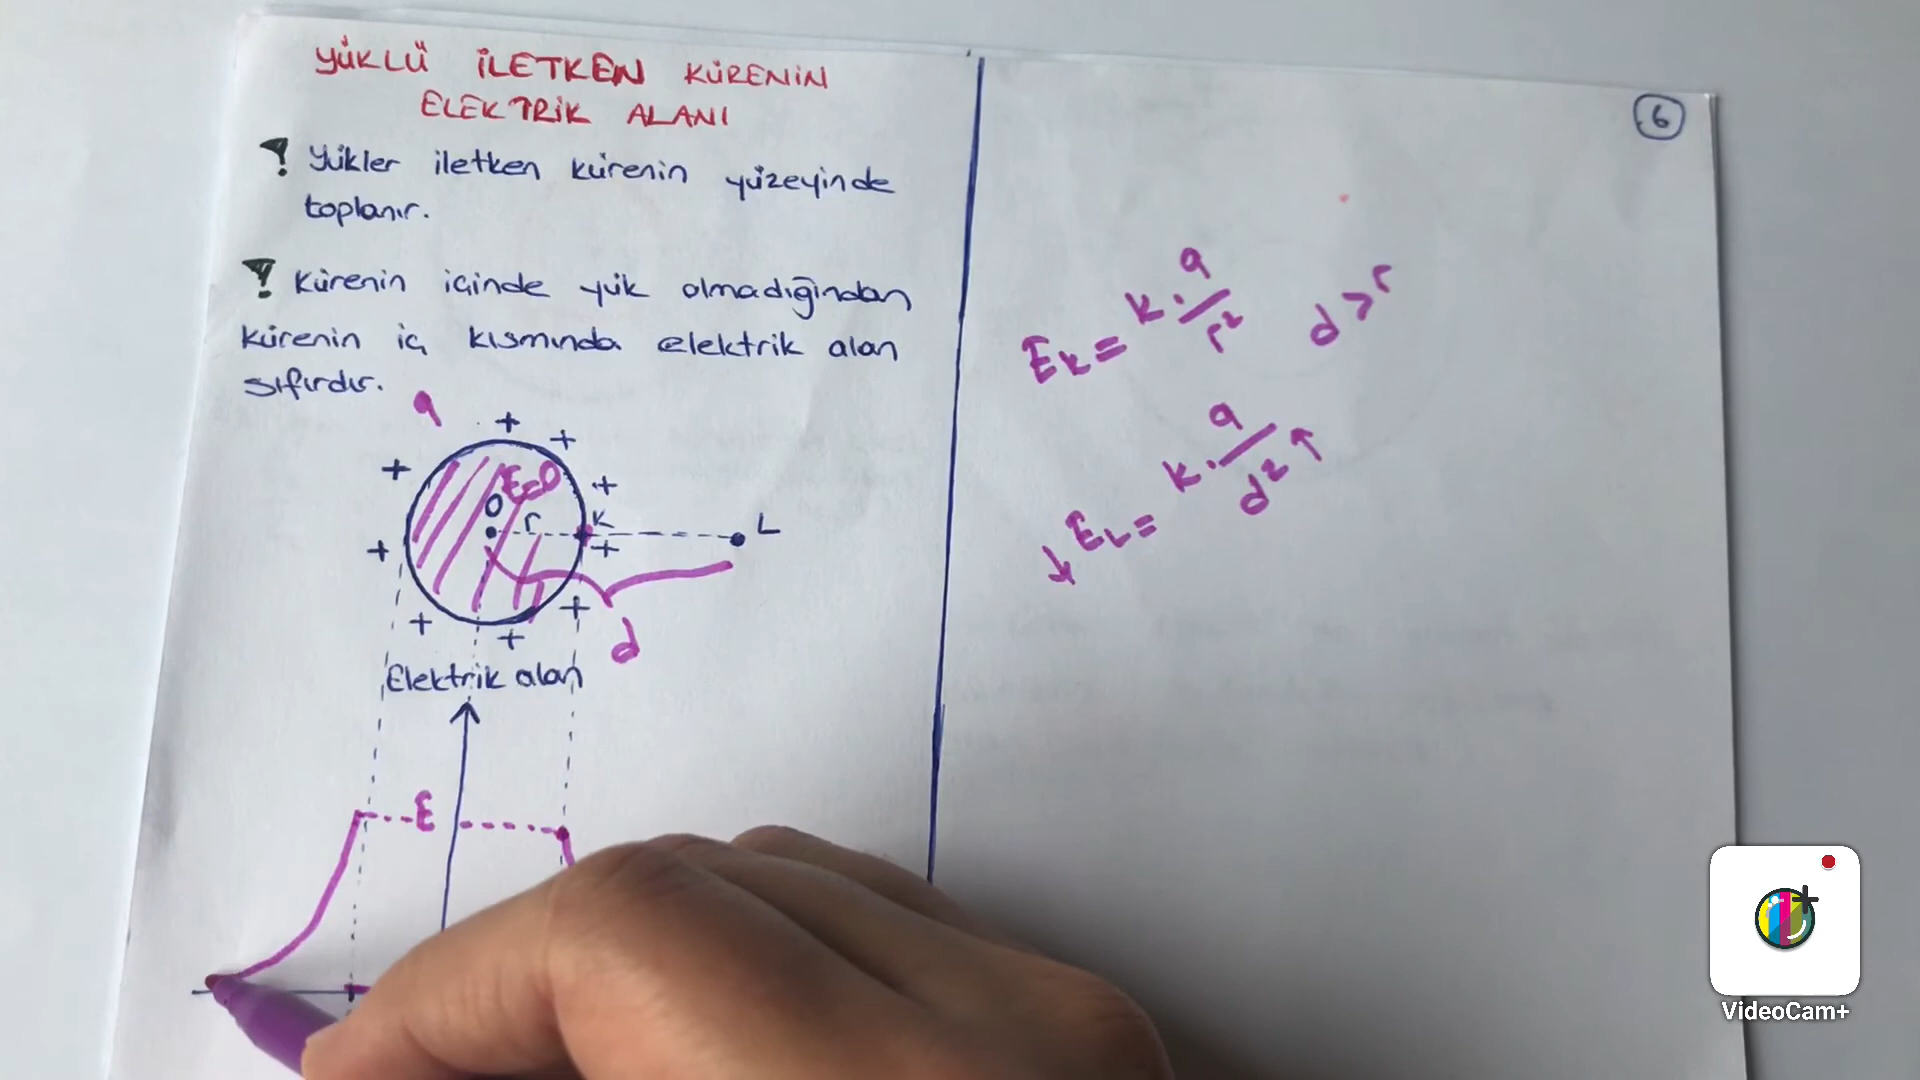 YÜKLÜ İLETKEN KÜRENİN
ELEKTRİK ALANI
! Yükler iletken kürenin yüzeyinde
toplanır.
! Kürenin içinde yük olmadığından
kürenin iç kısmında elektrik alan
sıfırdır.
q
+ +
+ +
E=0
O
r K L
+ +
+ +
+
d
Elektrik alan
E
6
E_K = k . q / r² d > r
↓ E_L = k . q / d² ↑
VideoCam+